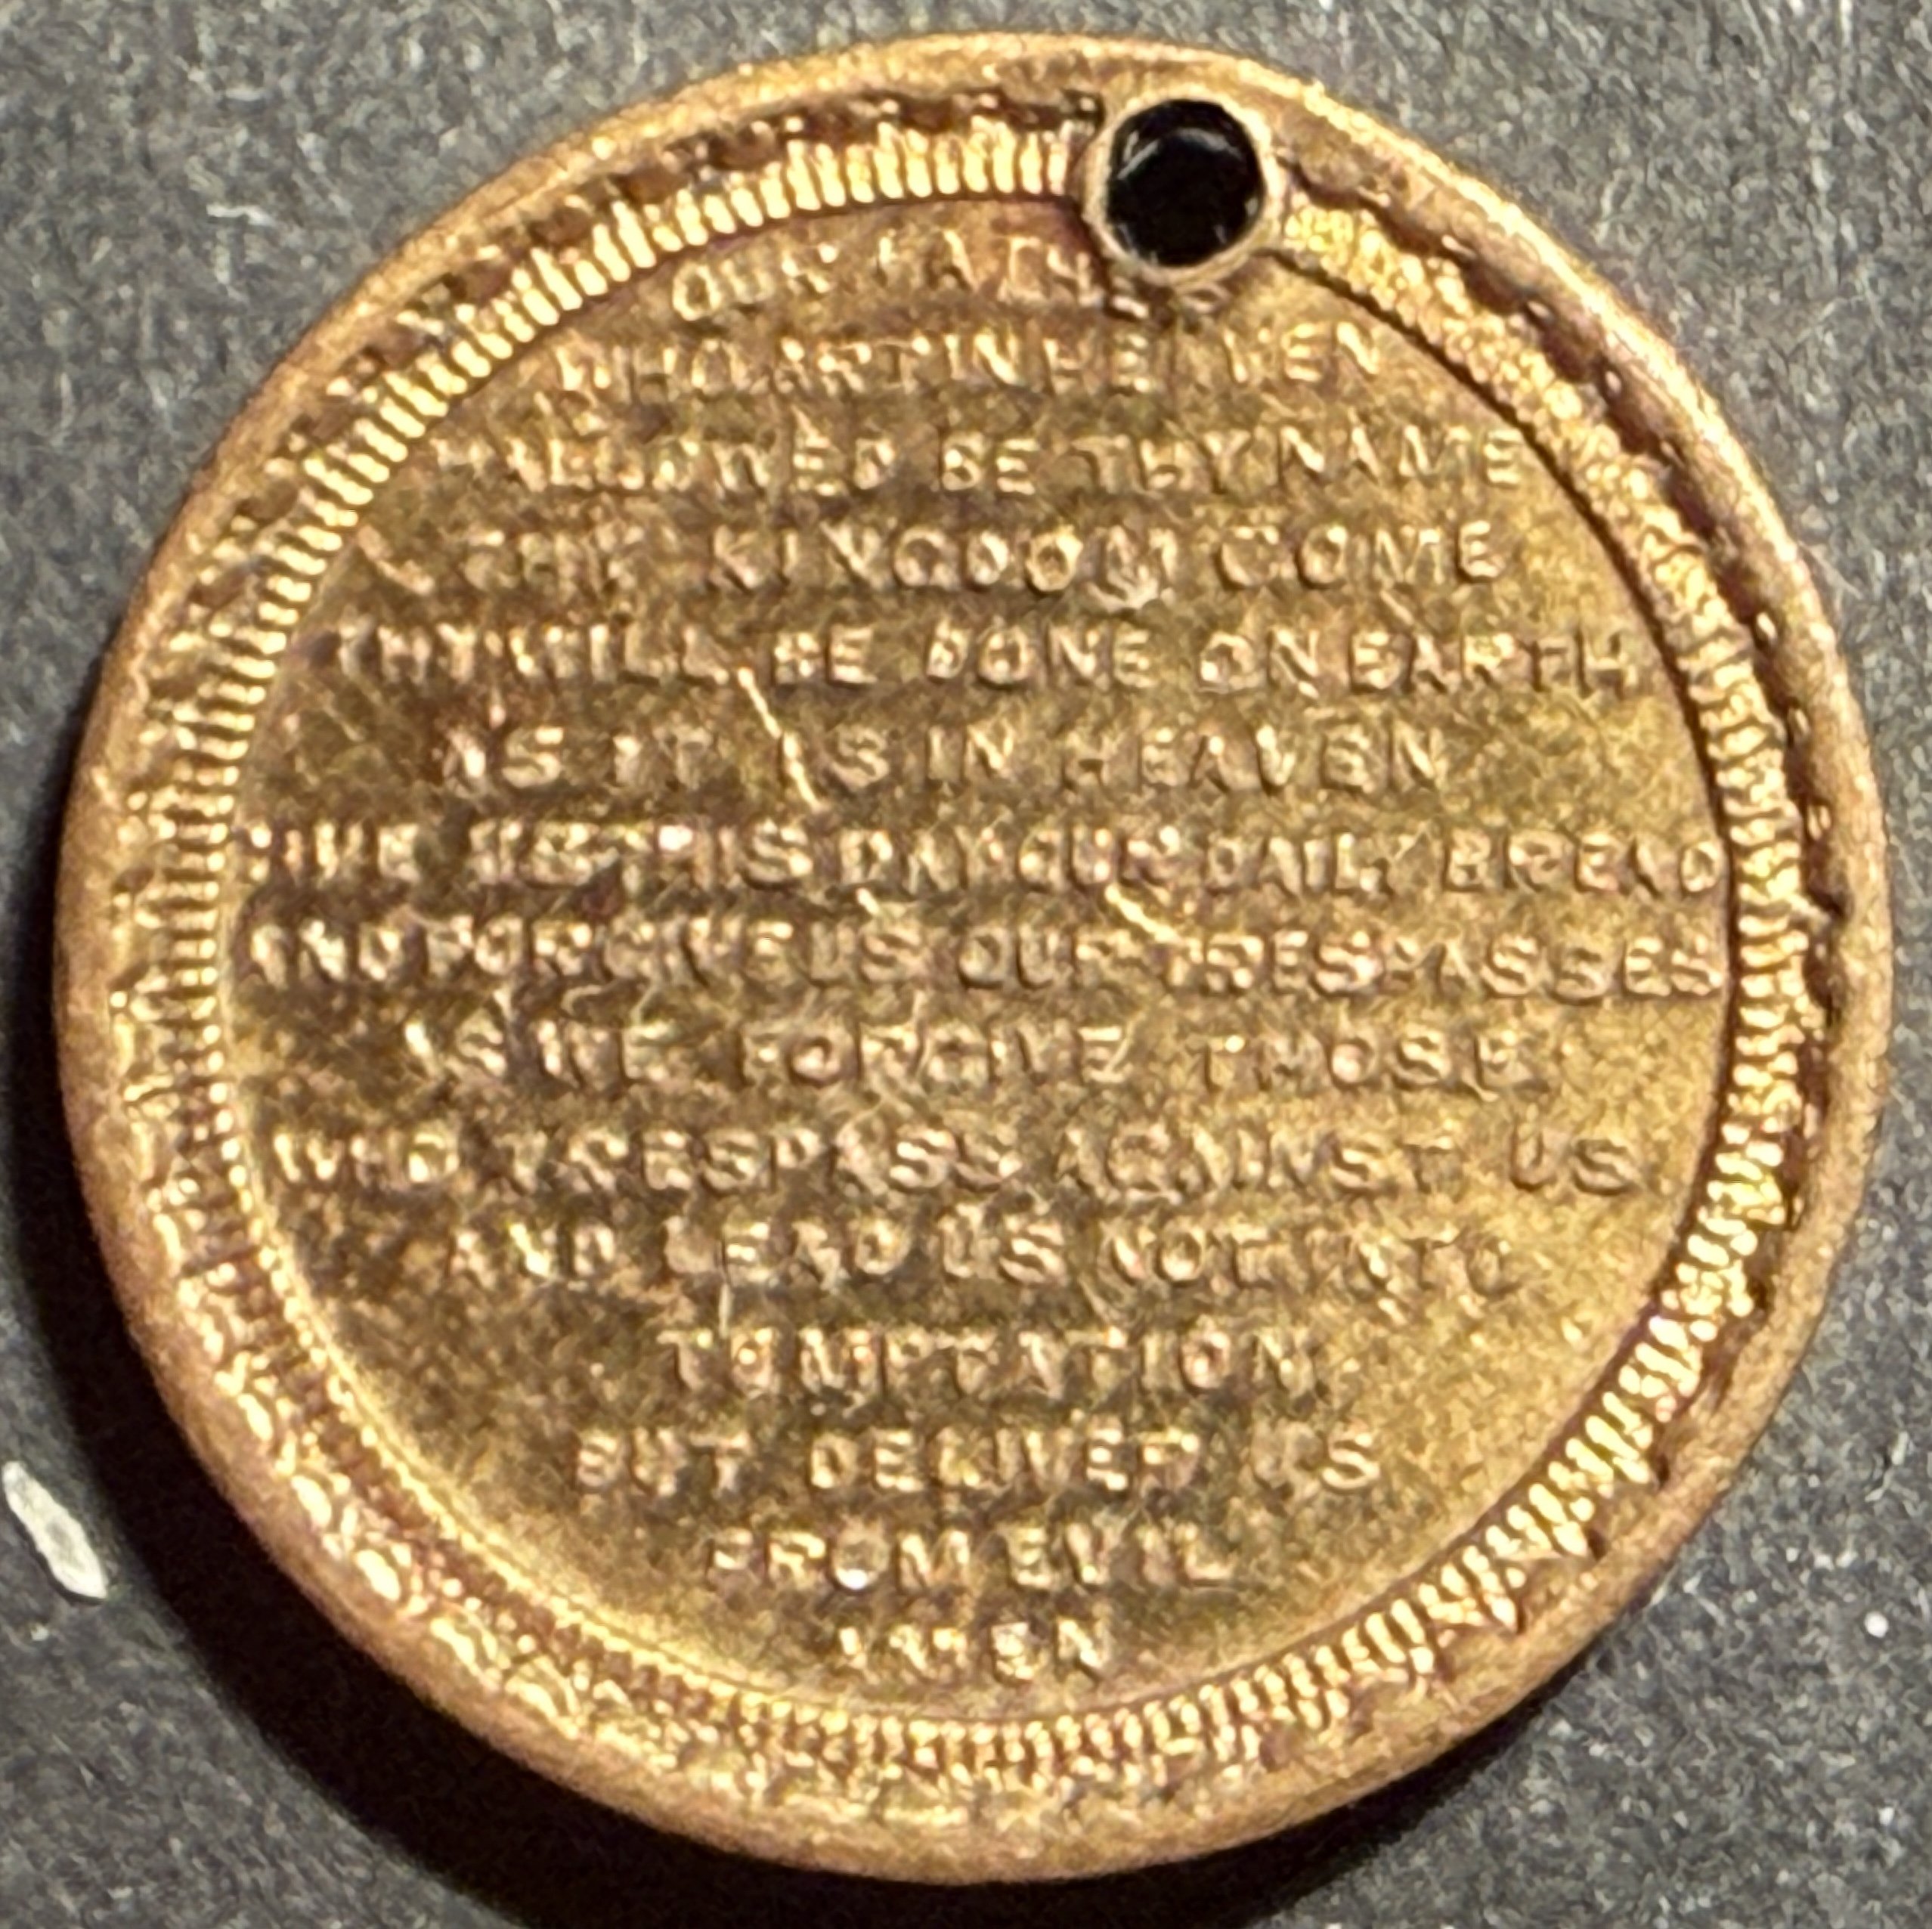 OUR FATHER
WHO ART IN HEAVEN
HALLOWED BE THY NAME
THY KINGDOM COME
THY WILL BE DONE ON EARTH
AS IT IS IN HEAVEN
GIVE US THIS DAY OUR DAILY BREAD
AND FORGIVE US OUR TRESPASSES
AS WE FORGIVE THOSE
WHO TRESPASS AGAINST US
AND LEAD US NOT INTO
TEMPTATION
BUT DELIVER US
FROM EVIL
AMEN